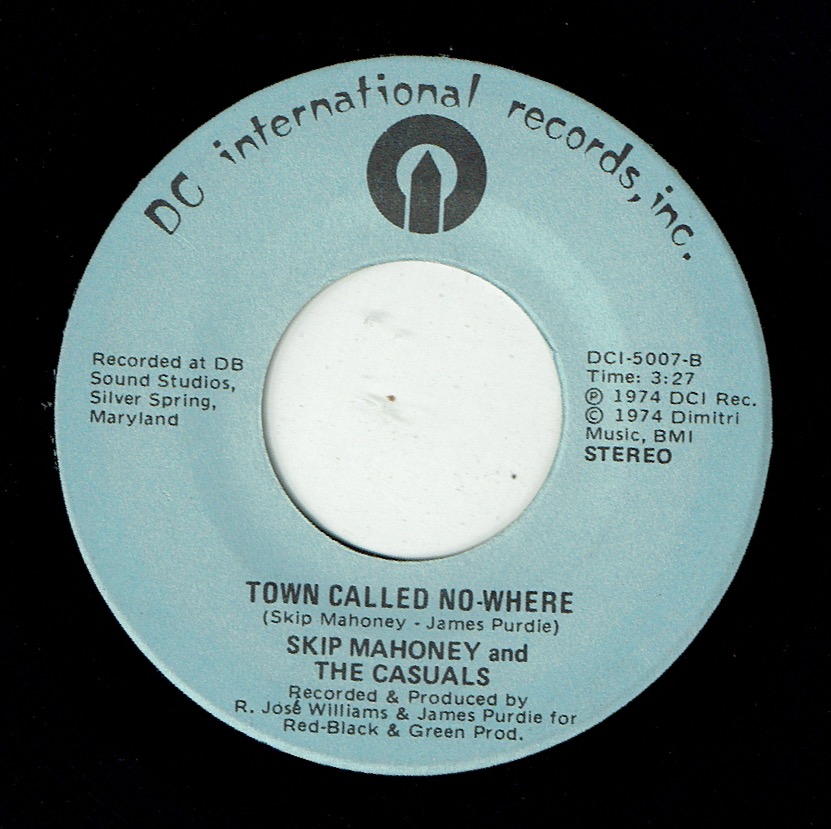 DC international records, inc.
Recorded at DB
Sound Studios,
Silver Spring,
Maryland
DCI-5007-B
Time: 3:27
℗ 1974 DCI Rec.
© 1974 Dimitri
Music, BMI
STEREO
TOWN CALLED NO-WHERE
(Skip Mahoney - James Purdie)
SKIP MAHONEY and
THE CASUALS
Recorded & Produced by
R. José Williams & James Purdie for
Red-Black & Green Prod.